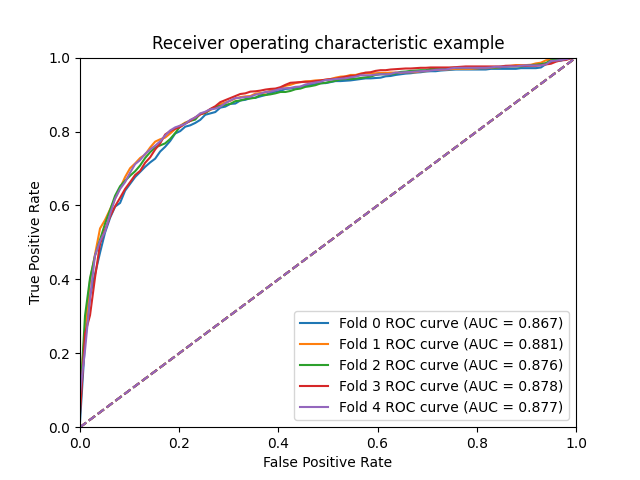 Receiver operating characteristic example
1.0
0.8
0.6
0.4
0.2
0.0
True Positive Rate
Fold 0 ROC curve (AUC = 0.867)
Fold 1 ROC curve (AUC = 0.881)
Fold 2 ROC curve (AUC = 0.876)
Fold 3 ROC curve (AUC = 0.878)
Fold 4 ROC curve (AUC = 0.877)
0.0 0.2 0.4 0.6 0.8 1.0
False Positive Rate